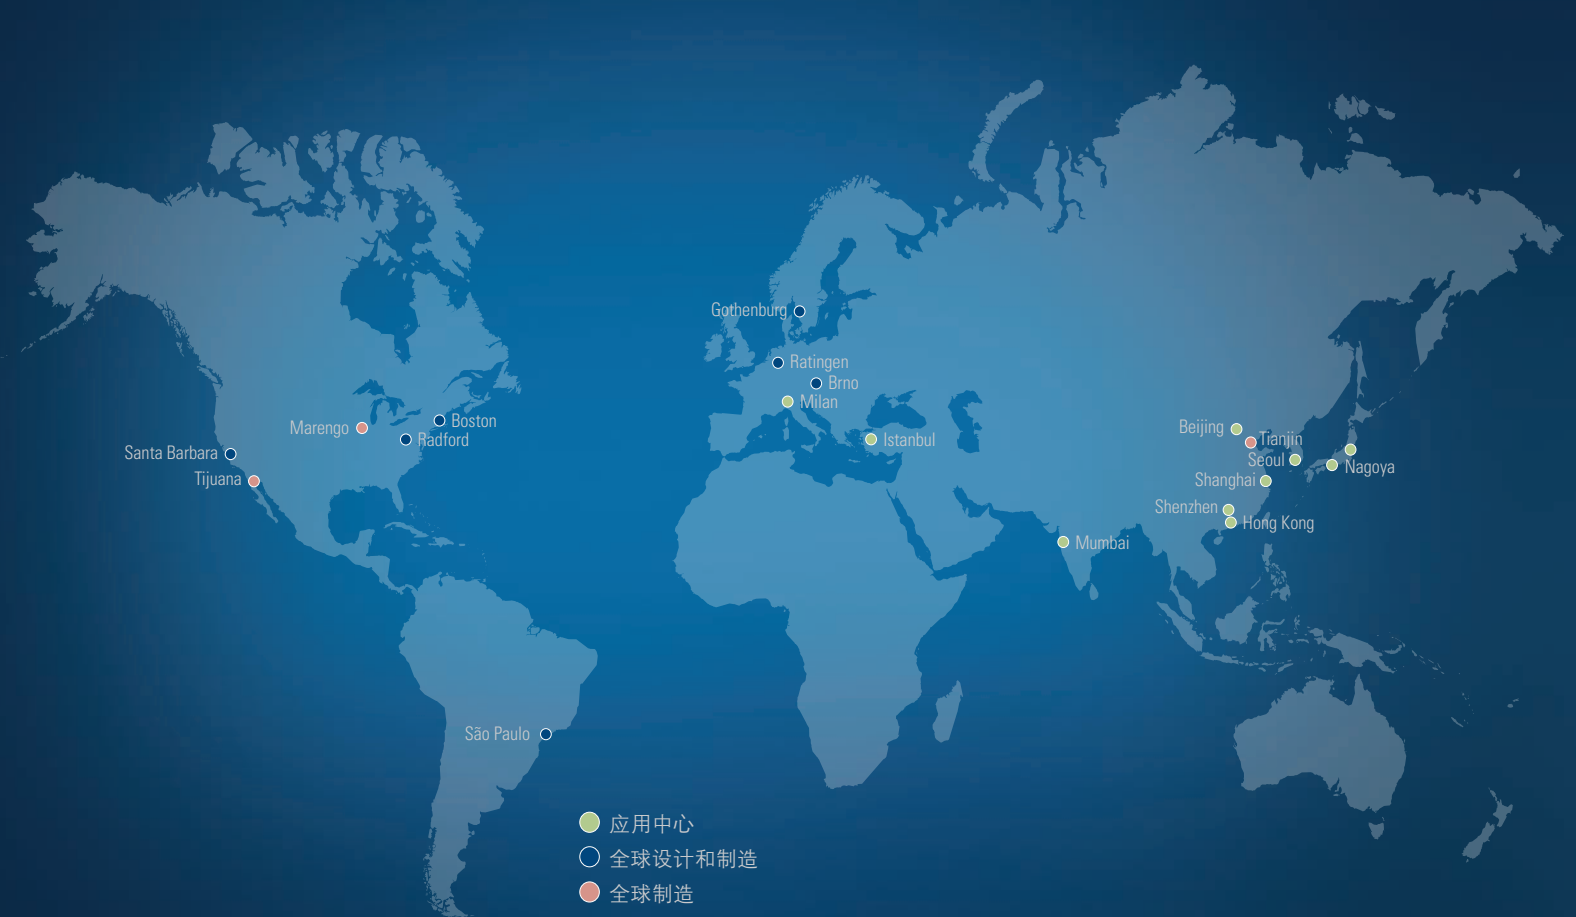 Gothenburg
Ratingen
Brno
Milan
Boston
Marengo
Radford
Istanbul
Santa Barbara
Tijuana
Beijing
Tianjin
Seoul
Nagoya
Shanghai
Shenzhen
Hong Kong
Mumbai
São Paulo
应用中心
全球设计和制造
全球制造